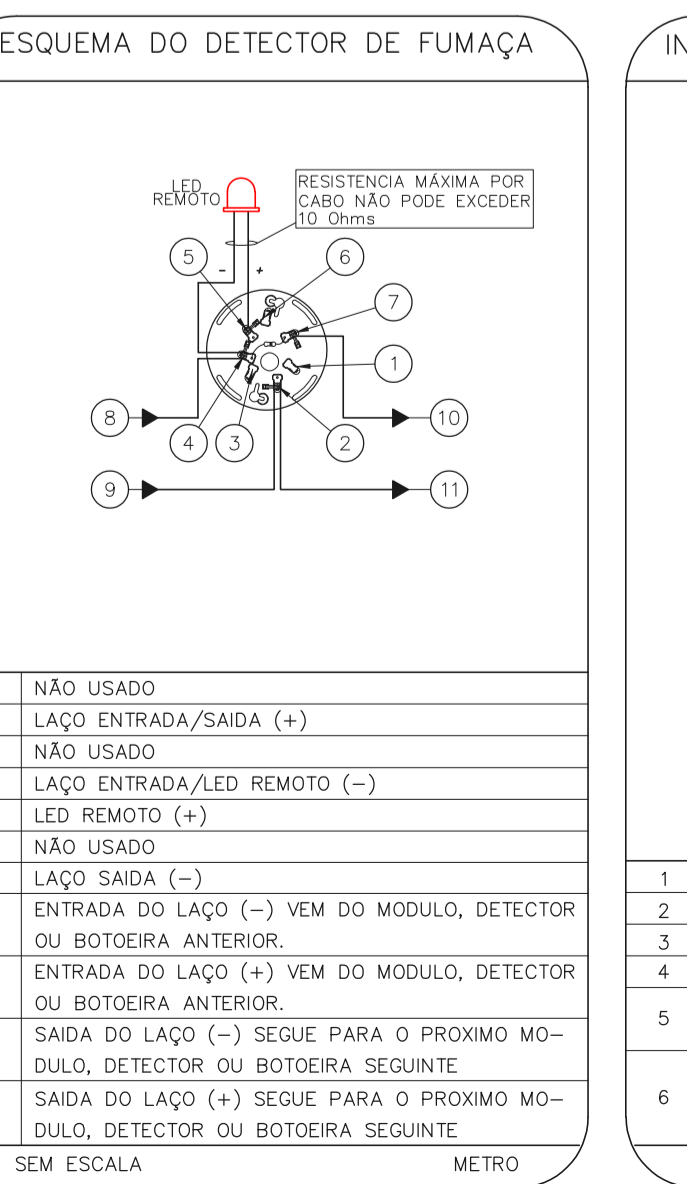 ESQUEMA DO DETECTOR DE FUMAÇA
LED
REMOTO
RESISTENCIA MÁXIMA POR
CABO NÃO PODE EXCEDER
10 Ohms
5
6
- +
7
1
8
10
4
3
2
9
11
NÃO USADO
LAÇO ENTRADA/SAIDA (+)
NÃO USADO
LAÇO ENTRADA/LED REMOTO (-)
LED REMOTO (+)
NÃO USADO
LAÇO SAIDA (-)
ENTRADA DO LAÇO (-) VEM DO MODULO, DETECTOR
OU BOTOEIRA ANTERIOR.
ENTRADA DO LAÇO (+) VEM DO MODULO, DETECTOR
OU BOTOEIRA ANTERIOR.
SAIDA DO LAÇO (-) SEGUE PARA O PROXIMO MO-
DULO, DETECTOR OU BOTOEIRA SEGUINTE
SAIDA DO LAÇO (+) SEGUE PARA O PROXIMO MO-
DULO, DETECTOR OU BOTOEIRA SEGUINTE
SEM ESCALA METRO
IN
1
2
3
4
5
6